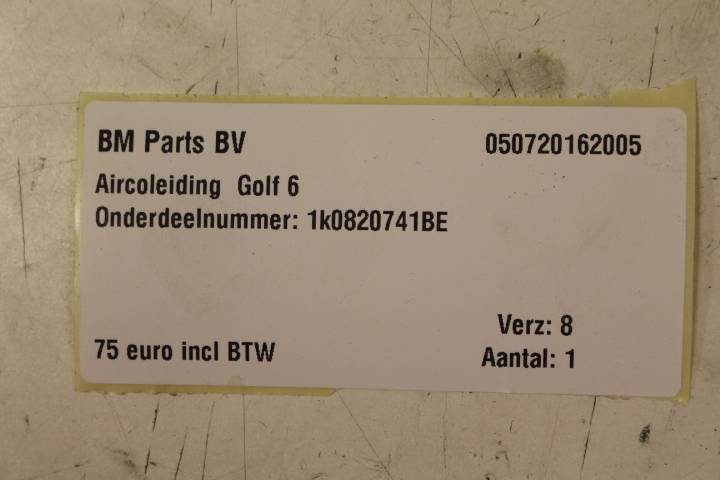 BM Parts BV 050720162005
Aircoleiding Golf 6
Onderdeelnummer: 1k0820741BE
Verz: 8
75 euro incl BTW Aantal: 1